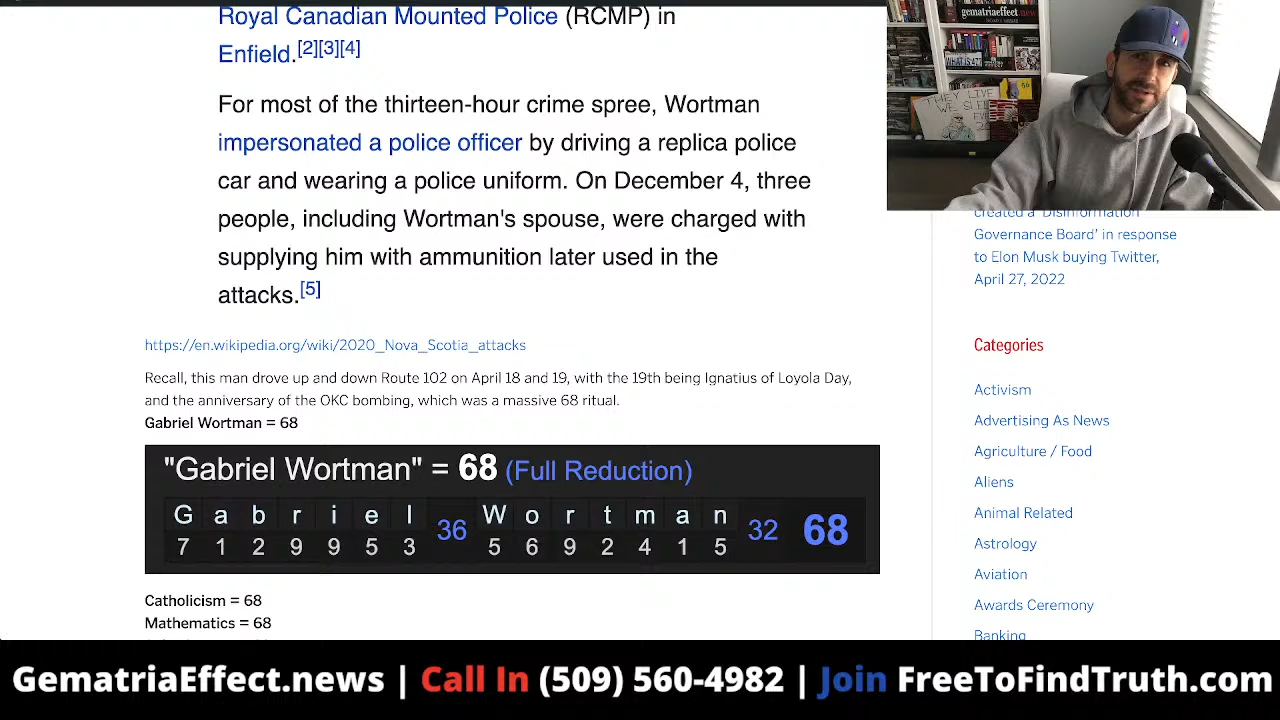 Royal Canadian Mounted Police (RCMP) in
Enfield.[2][3][4]
For most of the thirteen-hour crime spree, Wortman
impersonated a police officer by driving a replica police
car and wearing a police uniform. On December 4, three
people, including Wortman's spouse, were charged with
supplying him with ammunition later used in the
attacks.[5]
https://en.wikipedia.org/wiki/2020_Nova_Scotia_attacks
Recall, this man drove up and down Route 102 on April 18 and 19, with the 19th being Ignatius of Loyola Day,
and the anniversary of the OKC bombing, which was a massive 68 ritual.
Gabriel Wortman = 68
"Gabriel Wortman" = 68 (Full Reduction)
G a b r i e l 36 W o r t m a n 32 68
7 1 2 9 9 5 3 5 6 9 2 4 1 5
Catholicism = 68
Mathematics = 68
gematriaeffect.new
THEY LIVE
WE SLEEP
created a 'Disinformation
Governance Board' in response
to Elon Musk buying Twitter,
April 27, 2022
Categories
Activism
Advertising As News
Agriculture / Food
Aliens
Animal Related
Astrology
Aviation
Awards Ceremony
Banking
GematriaEffect.news | Call In (509) 560-4982 | Join FreeToFindTruth.com